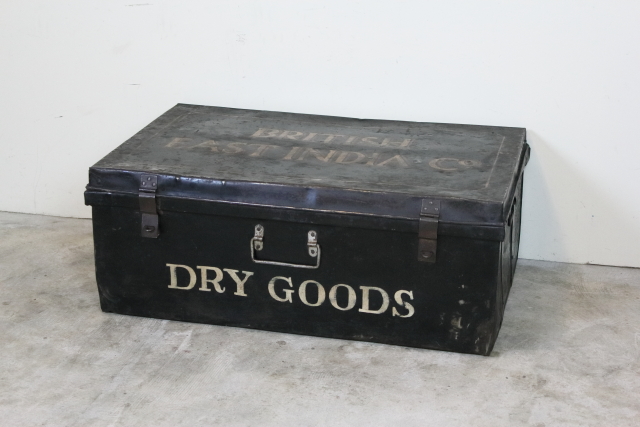 BRITISH
EAST INDiA Co
DRY GOODS